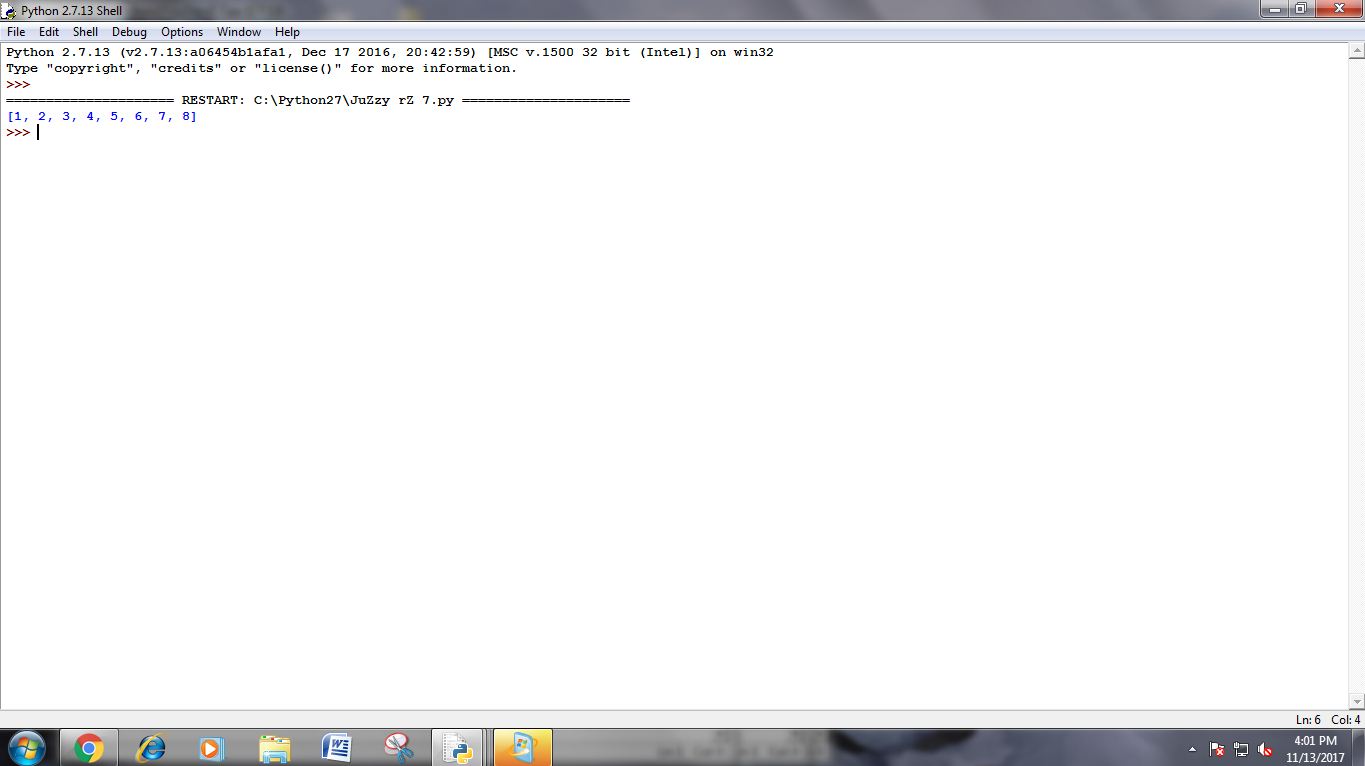 Python 2.7.13 Shell
File Edit Shell Debug Options Window Help
Python 2.7.13 (v2.7.13:a06454b1afa1, Dec 17 2016, 20:42:59) [MSC v.1500 32 bit (Intel)] on win32
Type "copyright", "credits" or "license()" for more information.
>>>
===================== RESTART: C:\Python27\JuZzy rZ 7.py =====================
[1, 2, 3, 4, 5, 6, 7, 8]
>>>
Ln: 6 Col: 4
4:01 PM
11/13/2017